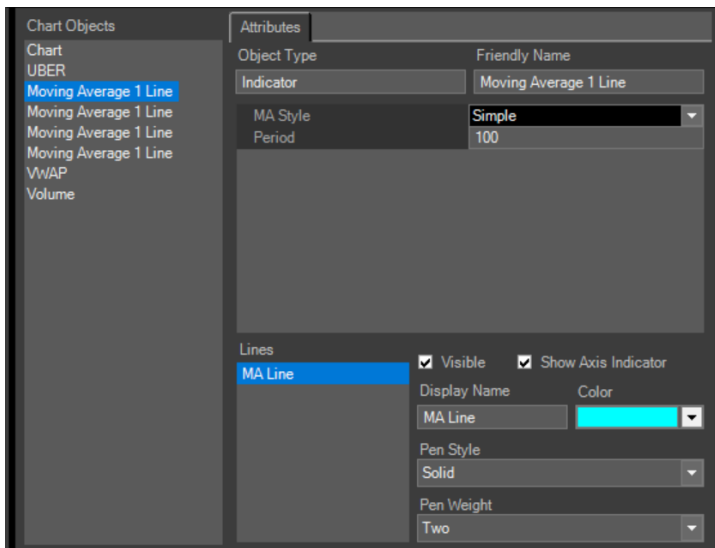 Chart Objects
Chart
UBER
Moving Average 1 Line
Moving Average 1 Line
Moving Average 1 Line
Moving Average 1 Line
VWAP
Volume
Attributes
Object Type
Friendly Name
Indicator
Moving Average 1 Line
MA Style
Simple
Period
100
Lines
MA Line
Visible
Show Axis Indicator
Display Name
Color
MA Line
Pen Style
Solid
Pen Weight
Two